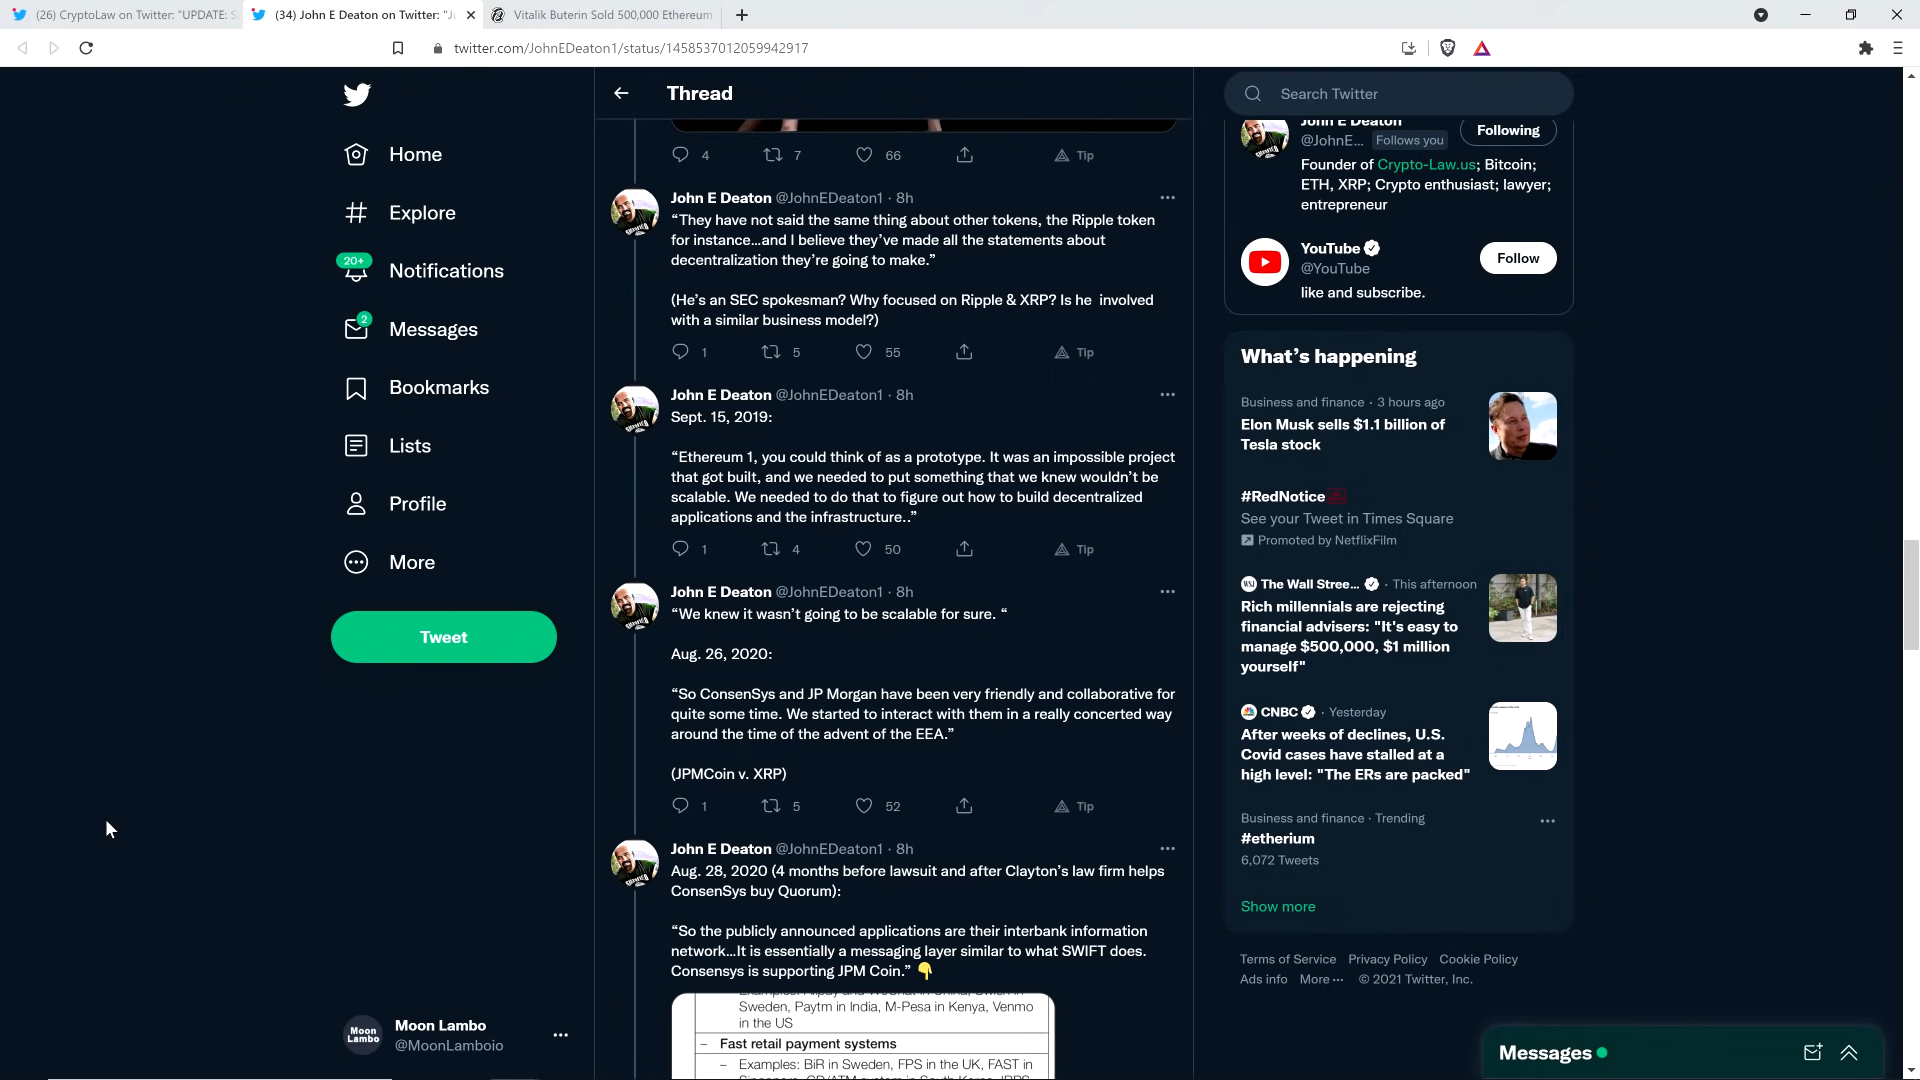 (26) CryptoLaw on Twitter: "UPDATE: S
(34) John E Deaton on Twitter: "Ju
Vitalik Buterin Sold 500,000 Ethereum
twitter.com/JohnEDeaton1/status/1458537012059942917
Home
Explore
20+
Notifications
2
Messages
Bookmarks
Lists
Profile
More
Tweet
Moon Lambo
Moon Lambo
@MoonLamboio
Thread
4 7 66 Tip
John E Deaton @JohnEDeaton1 · 8h
“They have not said the same thing about other tokens, the Ripple token
for instance…and I believe they’ve made all the statements about
decentralization they’re going to make.”
(He’s an SEC spokesman? Why focused on Ripple & XRP? Is he involved
with a similar business model?)
1 5 55 Tip
John E Deaton @JohnEDeaton1 · 8h
Sept. 15, 2019:
“Ethereum 1, you could think of as a prototype. It was an impossible project
that got built, and we needed to put something that we knew wouldn’t be
scalable. We needed to do that to figure out how to build decentralized
applications and the infrastructure..”
1 4 50 Tip
John E Deaton @JohnEDeaton1 · 8h
“We knew it wasn’t going to be scalable for sure. “
Aug. 26, 2020:
“So ConsenSys and JP Morgan have been very friendly and collaborative for
quite some time. We started to interact with them in a really concerted way
around the time of the advent of the EEA.”
(JPMCoin v. XRP)
1 5 52 Tip
John E Deaton @JohnEDeaton1 · 8h
Aug. 28, 2020 (4 months before lawsuit and after Clayton’s law firm helps
ConsenSys buy Quorum):
“So the publicly announced applications are their interbank information
network…It is essentially a messaging layer similar to what SWIFT does.
Consensys is supporting JPM Coin.” 👇
Sweden, Paytm in India, M-Pesa in Kenya, Venmo
in the US
– Fast retail payment systems
– Examples: BiR in Sweden, FPS in the UK, FAST in
Search Twitter
John E Deaton
@JohnE... Follows you
Following
Founder of Crypto-Law.us; Bitcoin;
ETH, XRP; Crypto enthusiast; lawyer;
entrepreneur
YouTube
@YouTube
Follow
like and subscribe.
What’s happening
Business and finance · 3 hours ago
Elon Musk sells $1.1 billion of
Tesla stock
#RedNotice
See your Tweet in Times Square
Promoted by NetflixFilm
WSJ The Wall Stree... · This afternoon
Rich millennials are rejecting
financial advisers: "It's easy to
manage $500,000, $1 million
yourself"
CNBC · Yesterday
After weeks of declines, U.S.
Covid cases have stalled at a
high level: "The ERs are packed"
Business and finance · Trending
#etherium
6,072 Tweets
Show more
Terms of Service Privacy Policy Cookie Policy
Ads info More ··· © 2021 Twitter, Inc.
Messages